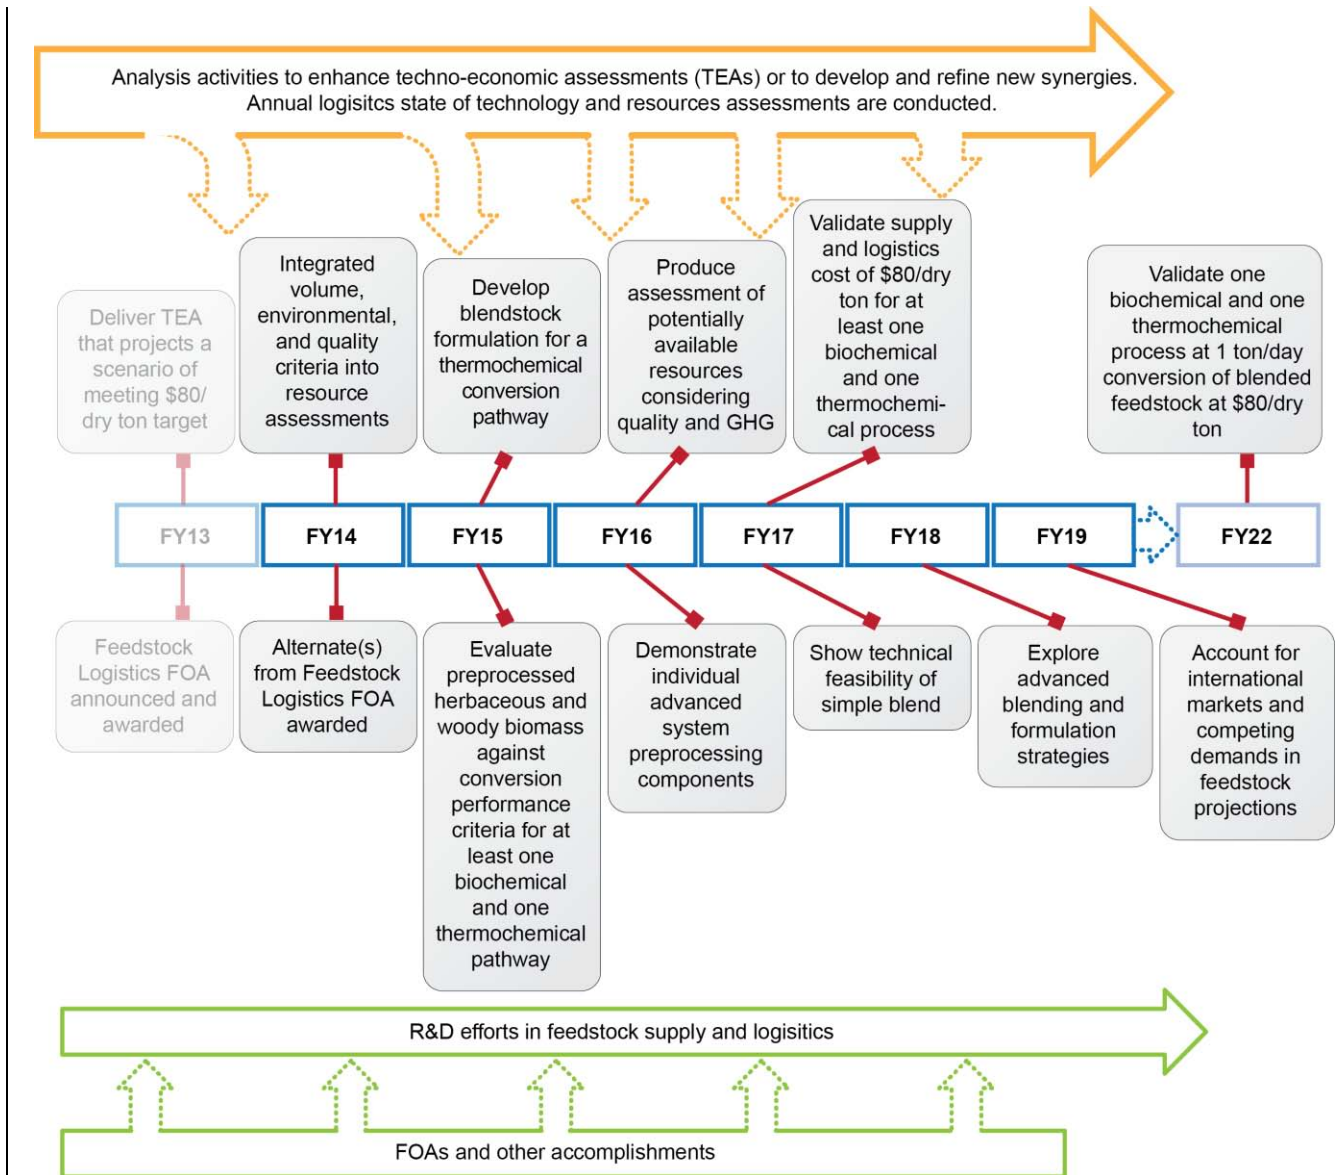 Analysis activities to enhance techno-economic assessments (TEAs) or to develop and refine new synergies.
Annual logisitcs state of technology and resources assessments are conducted.
Deliver TEA
that projects a
scenario of
meeting $80/
dry ton target
Integrated
volume,
environmental,
and quality
criteria into
resource
assessments
Develop
blendstock
formulation for a
thermochemical
conversion
pathway
Produce
assessment of
potentially
available
resources
considering
quality and GHG
Validate supply
and logistics
cost of $80/dry
ton for at
least one
biochemical
and one
thermochemi-
cal process
Validate one
biochemical and one
thermochemical
process at 1 ton/day
conversion of blended
feedstock at $80/dry
ton
FY13
FY14
FY15
FY16
FY17
FY18
FY19
FY22
Feedstock
Logistics FOA
announced and
awarded
Alternate(s)
from Feedstock
Logistics FOA
awarded
Evaluate
preprocessed
herbaceous and
woody biomass
against
conversion
performance
criteria for at
least one
biochemical
and one
thermochemical
pathway
Demonstrate
individual
advanced
system
preprocessing
components
Show technical
feasibility of
simple blend
Explore
advanced
blending and
formulation
strategies
Account for
international
markets and
competing
demands in
feedstock
projections
R&D efforts in feedstock supply and logisitics
FOAs and other accomplishments